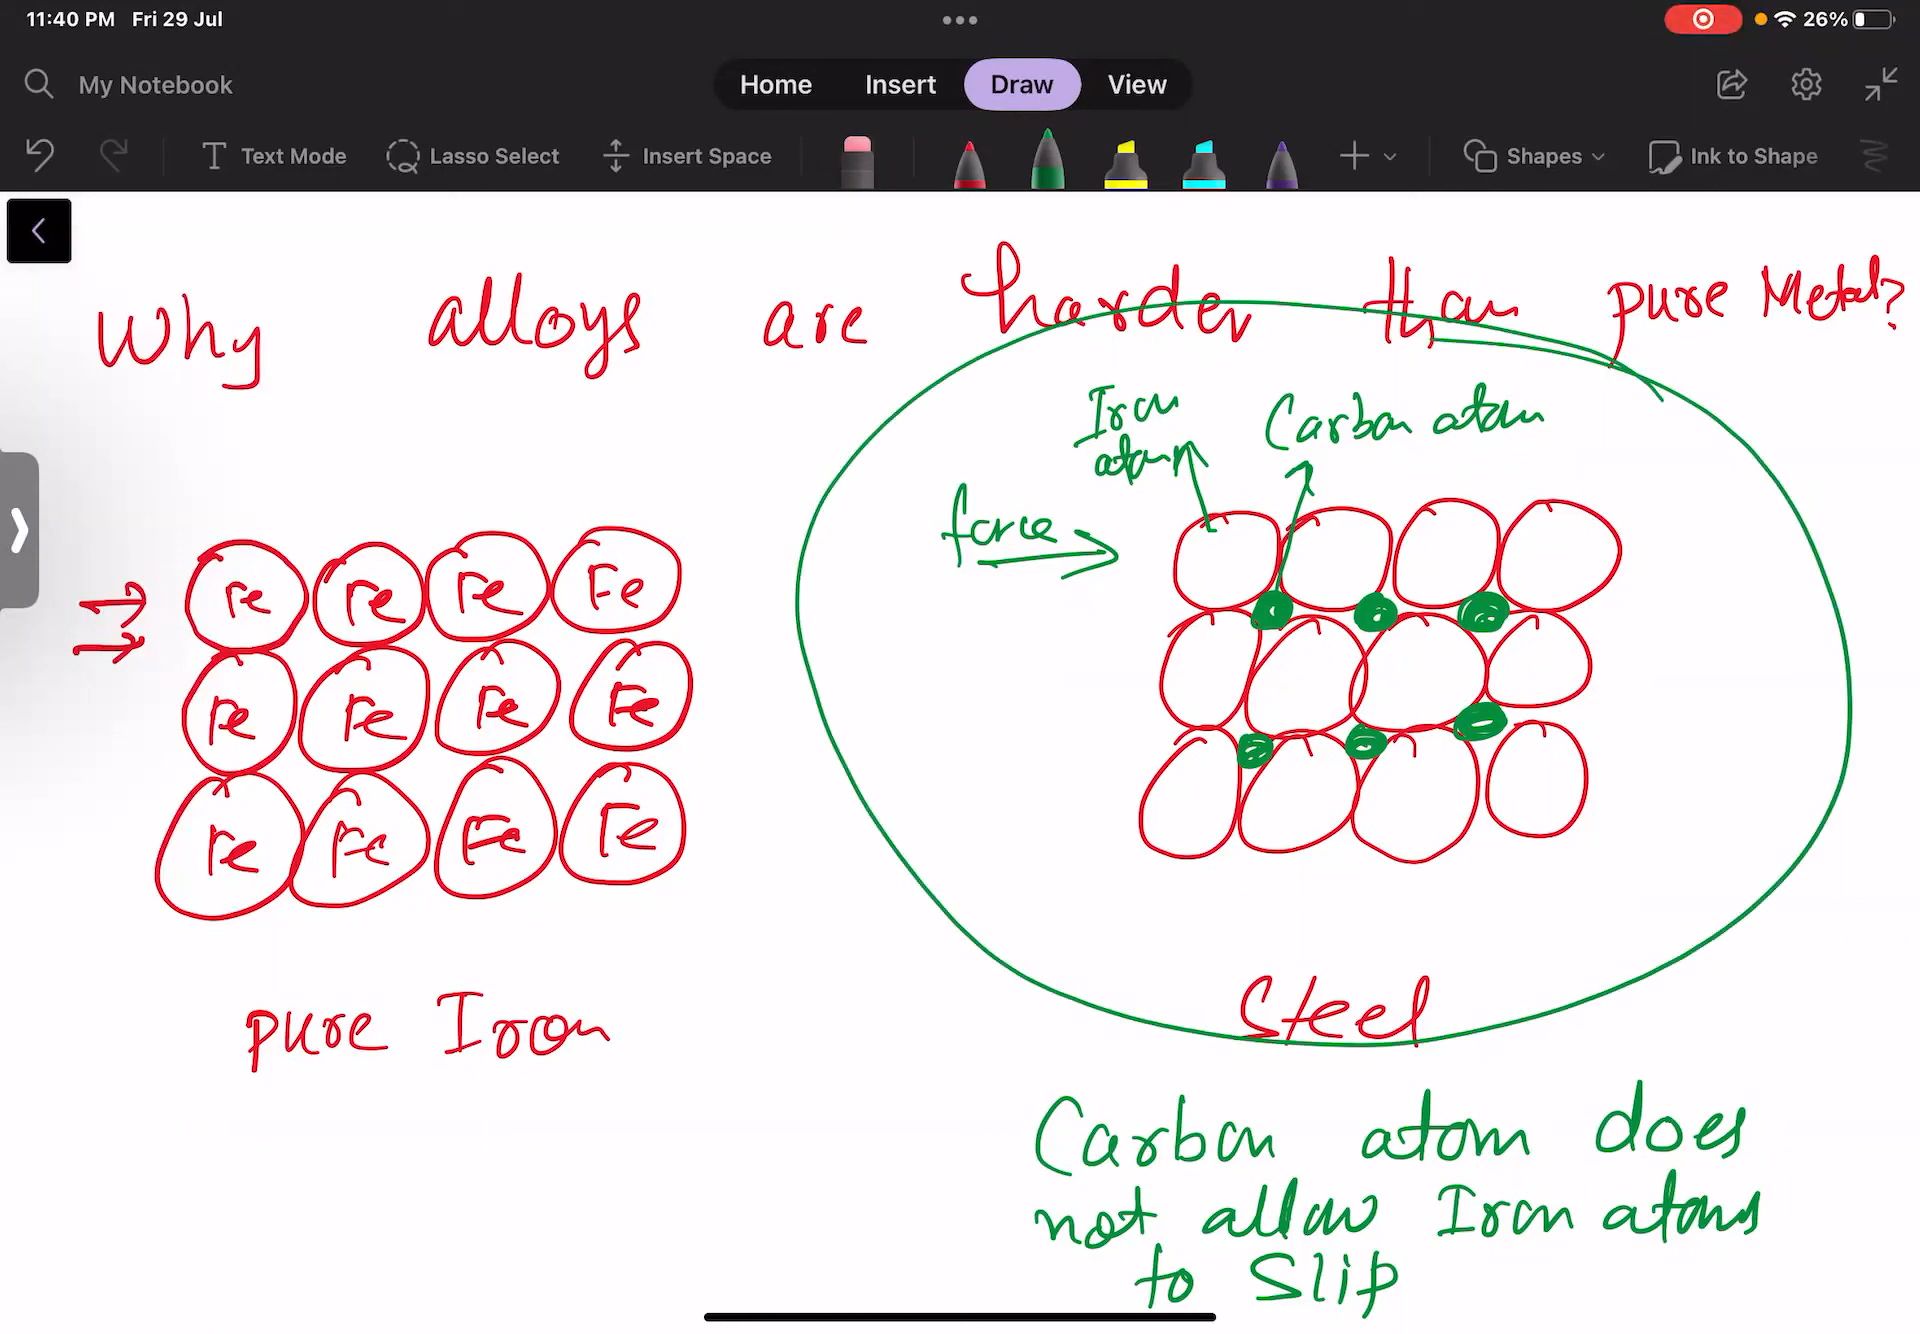 11:40 PM Fri 29 Jul
26%
My Notebook
Home Insert Draw View
Text Mode Lasso Select Insert Space Shapes Ink to Shape
Why alloys are harder than pure Metal?
Iron Carbon atom
atom
force
Fe Fe Fe Fe
Fe Fe Fe Fe
Fe Fe Fe Fe
pure Iron
Steel
Carbon atom does
not allow Iron atoms
to Slip